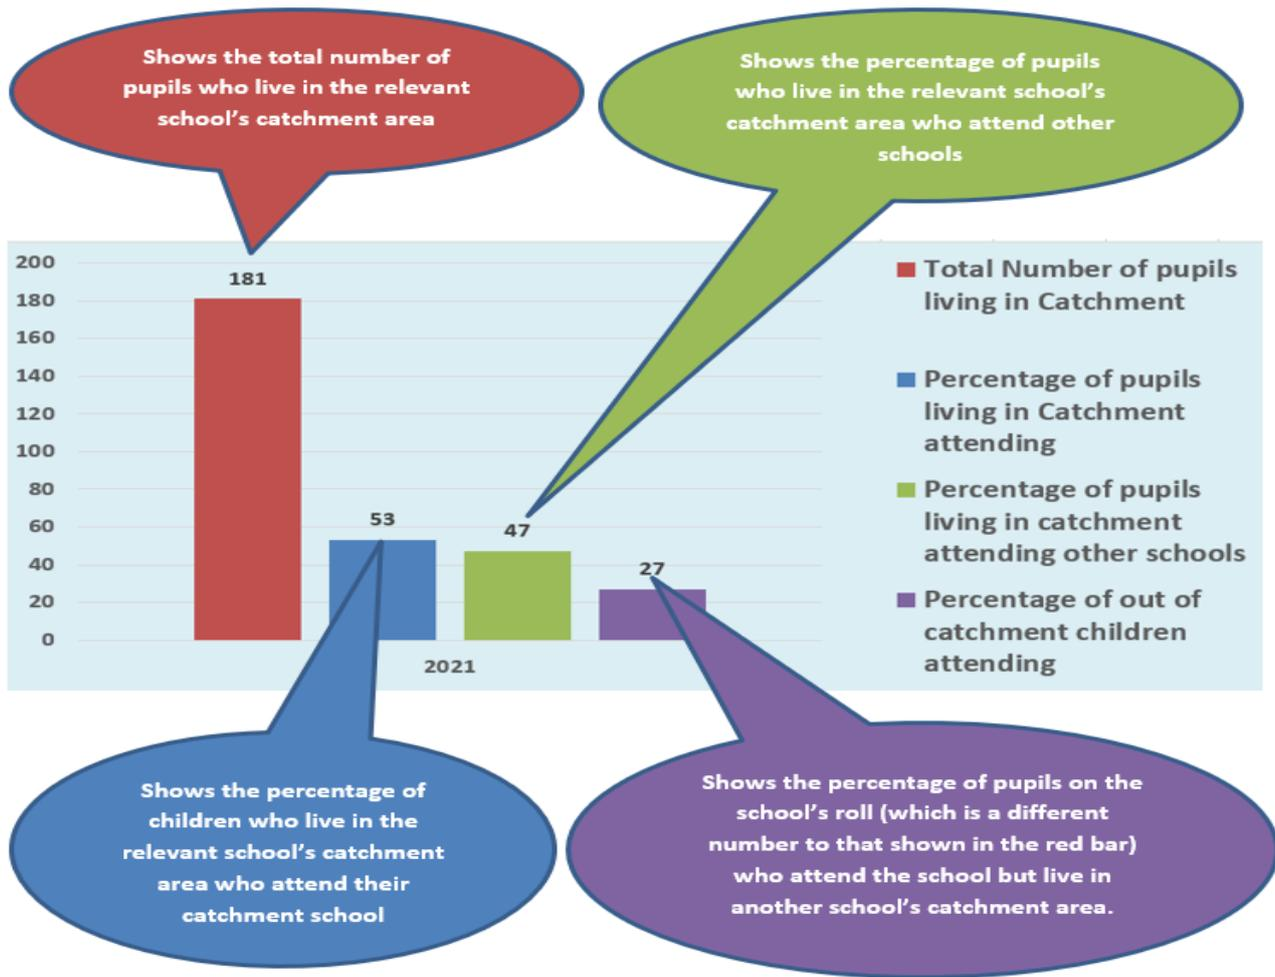 Shows the total number of
pupils who live in the relevant
school's catchment area
Shows the percentage of pupils
who live in the relevant school's
catchment area who attend other
schools
200
180
160
140
120
100
80
60
40
20
0
181
53
47
27
2021
Total Number of pupils
living in Catchment
Percentage of pupils
living in Catchment
attending
Percentage of pupils
living in catchment
attending other schools
Percentage of out of
catchment children
attending
Shows the percentage of
children who live in the
relevant school's catchment
area who attend their
catchment school
Shows the percentage of pupils on the
school's roll (which is a different
number to that shown in the red bar)
who attend the school but live in
another school's catchment area.